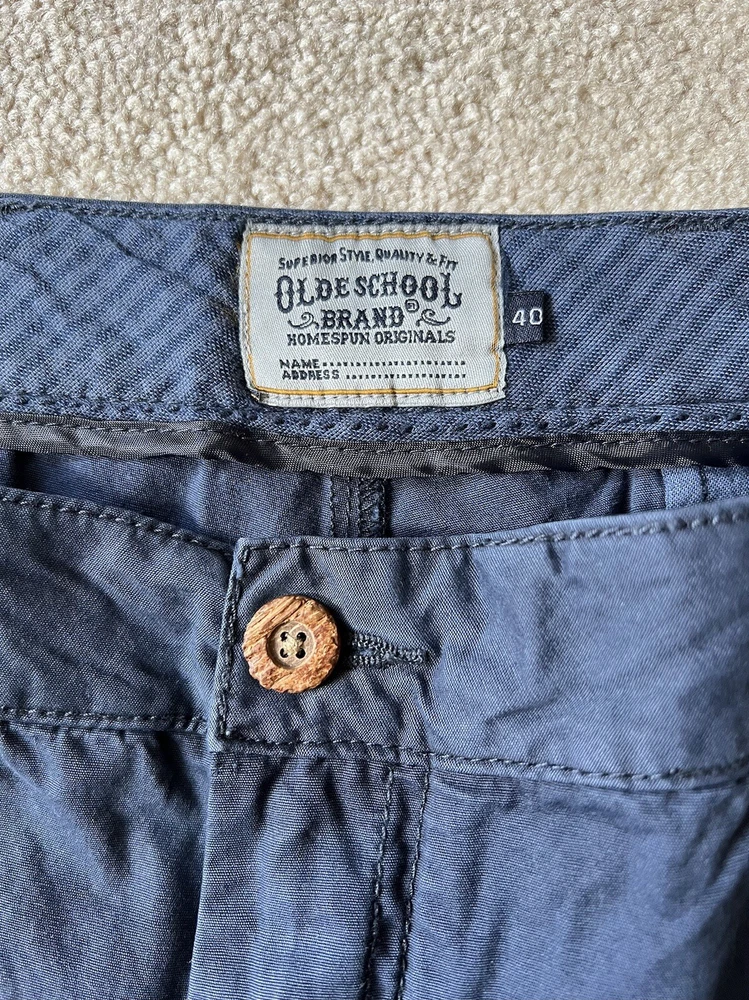 SUPERIOR STYLE, QUALITY & FIT
OLDE SCHOOL
BRAND ®
HOMESPUN ORIGINALS
NAME
ADDRESS
40